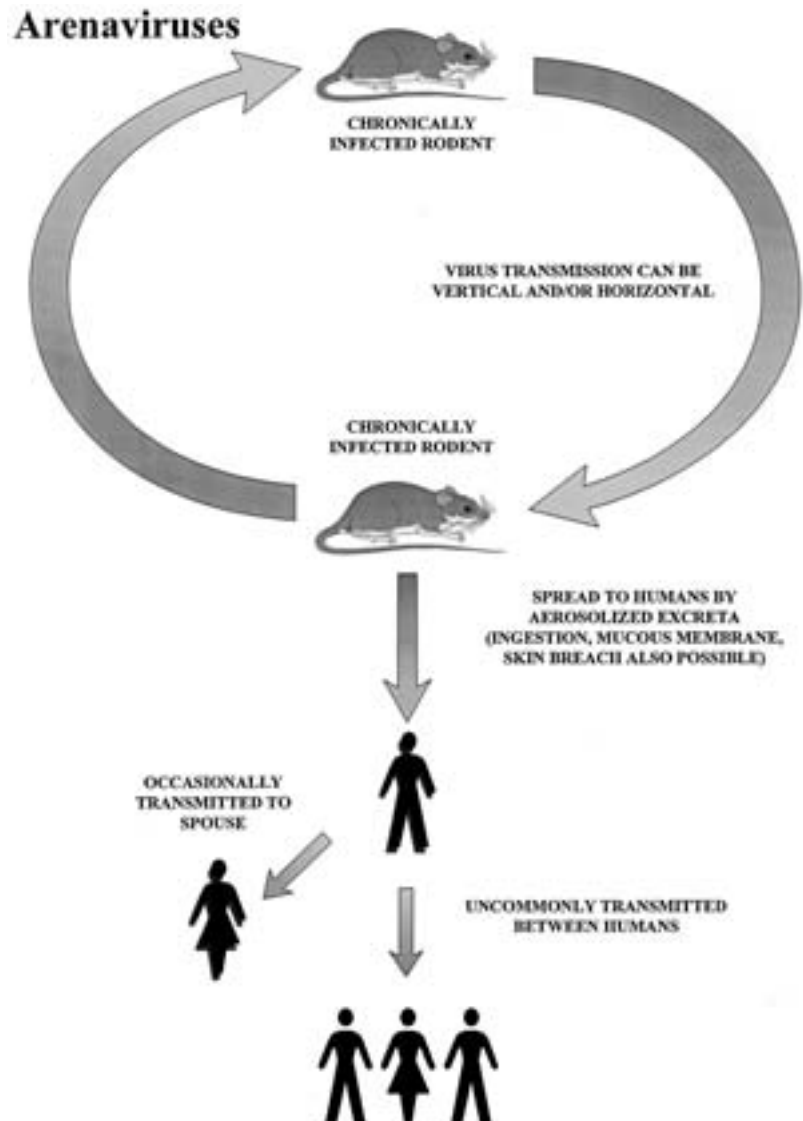 Arenaviruses
CHRONICALLY
INFECTED RODENT
VIRUS TRANSMISSION CAN BE
VERTICAL AND/OR HORIZONTAL
CHRONICALLY
INFECTED RODENT
SPREAD TO HUMANS BY
AEROSOLIZED EXCRETA
(INGESTION, MUCOUS MEMBRANE,
SKIN BREACH ALSO POSSIBLE)
OCCASIONALLY
TRANSMITTED TO
SPOUSE
UNCOMMONLY TRANSMITTED
BETWEEN HUMANS